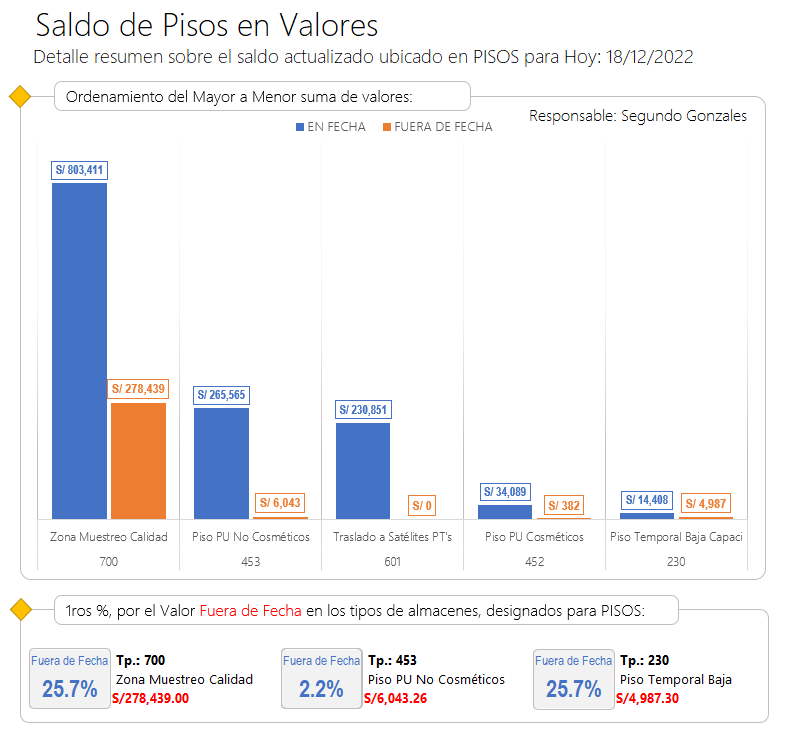 Saldo de Pisos en Valores
Detalle resumen sobre el saldo actualizado ubicado en PISOS para Hoy: 18/12/2022
Ordenamiento del Mayor a Menor suma de valores:
Responsable: Segundo Gonzales
EN FECHA FUERA DE FECHA
S/ 803,411
S/ 278,439
S/ 265,565
S/ 6,043
S/ 230,851
S/ 0
S/ 34,089
S/ 382
S/ 14,408
S/ 4,987
Zona Muestreo Calidad Piso PU No Cosméticos Traslado a Satélites PT's Piso PU Cosméticos Piso Temporal Baja Capaci
700 453 601 452 230
1ros %, por el Valor Fuera de Fecha en los tipos de almacenes, designados para PISOS:
Fuera de Fecha
25.7%
Tp.: 700
Zona Muestreo Calidad
S/278,439.00
Fuera de Fecha
2.2%
Tp.: 453
Piso PU No Cosméticos
S/6,043.26
Fuera de Fecha
25.7%
Tp.: 230
Piso Temporal Baja
S/4,987.30